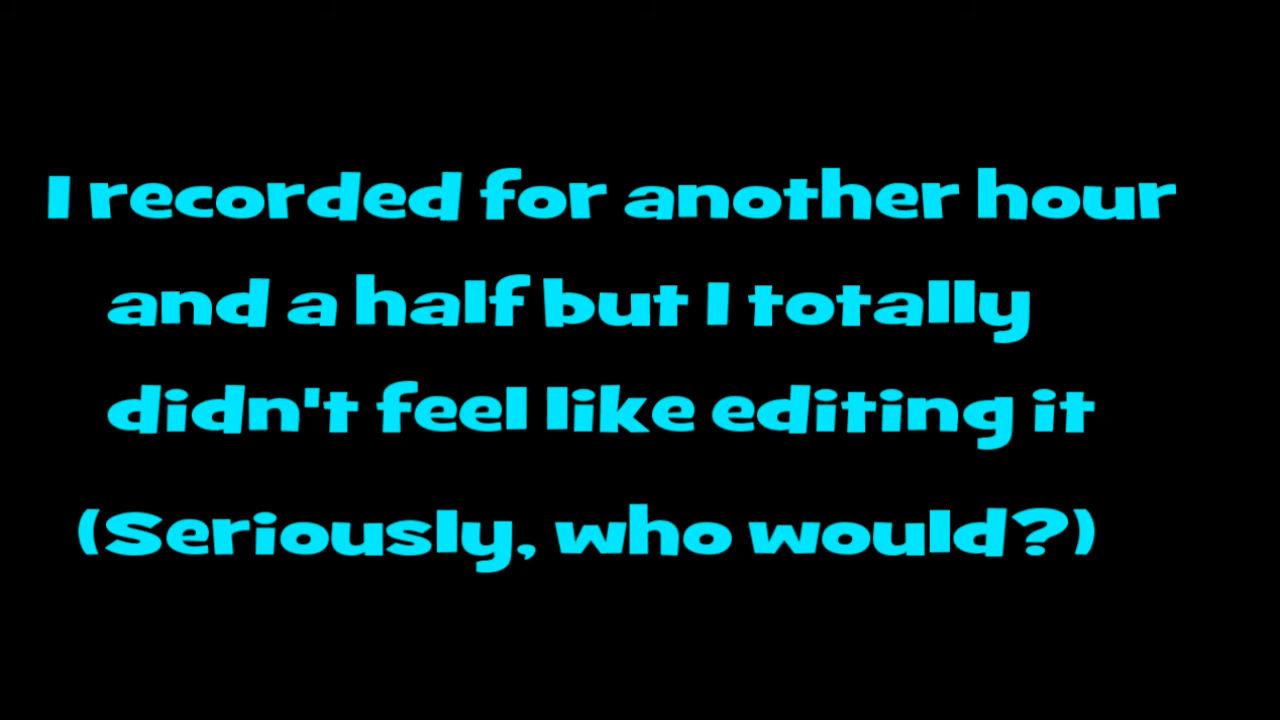 I recorded for another hour
and a half but I totally
didn't feel like editing it
(Seriously, who would?)